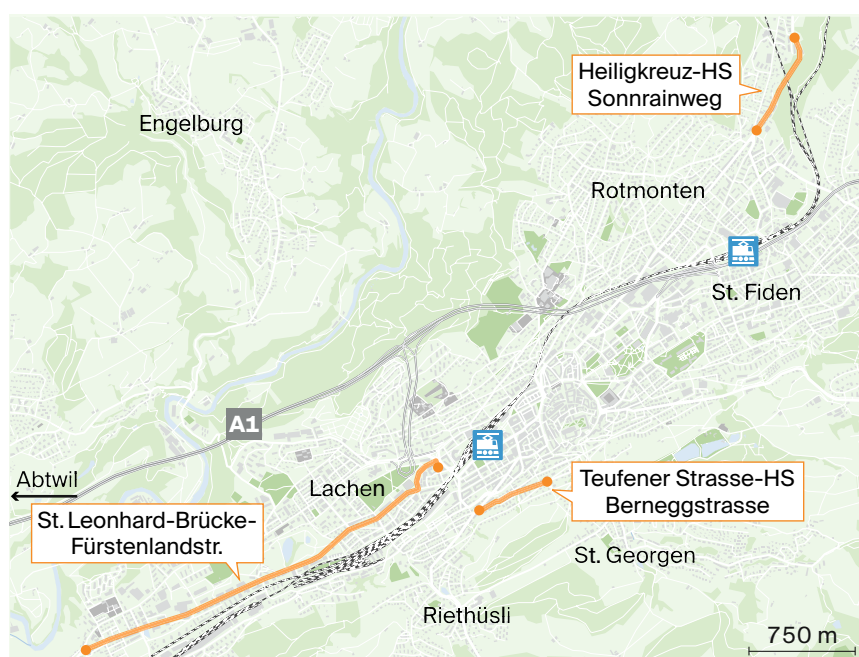 Heiligkreuz-HS
Sonnrainweg
Engelburg
Rotmonten
St. Fiden
A1
Abtwil
Lachen
St. Leonhard-Brücke-
Fürstenlandstr.
Teufener Strasse-HS
Berneggstrasse
St. Georgen
Riethüsli
750 m